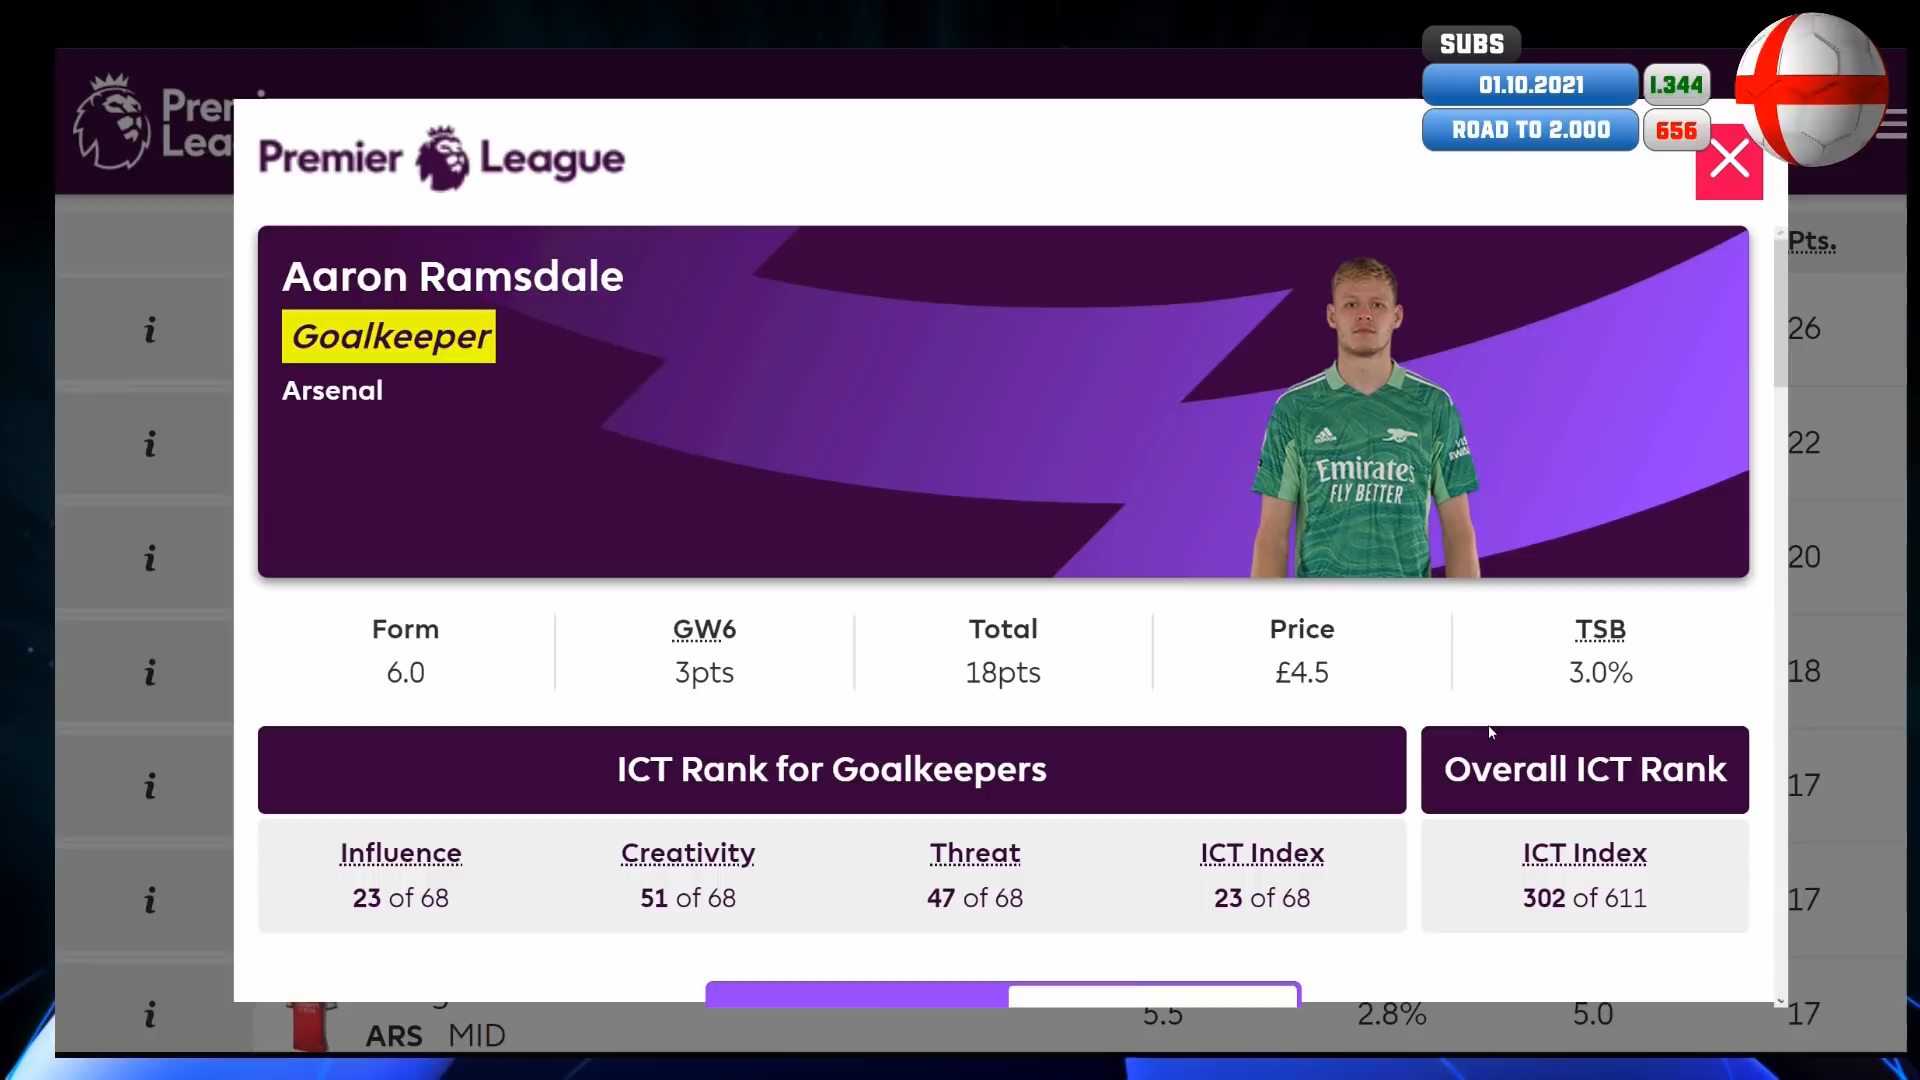 SUBS
01.10.2021 1.344
ROAD TO 2.000 656
Premier League
Pts.
Aaron Ramsdale
Goalkeeper
Arsenal
Emirates
FLY BETTER
adidas
i 26
i 22
i 20
Form GW6 Total Price TSB
6.0 3pts 18pts £4.5 3.0%
i 18
ICT Rank for Goalkeepers Overall ICT Rank
i 17
Influence Creativity Threat ICT Index ICT Index
23 of 68 51 of 68 47 of 68 23 of 68 302 of 611
i 17
i 5.5 2.8% 5.0 17
ARS MID